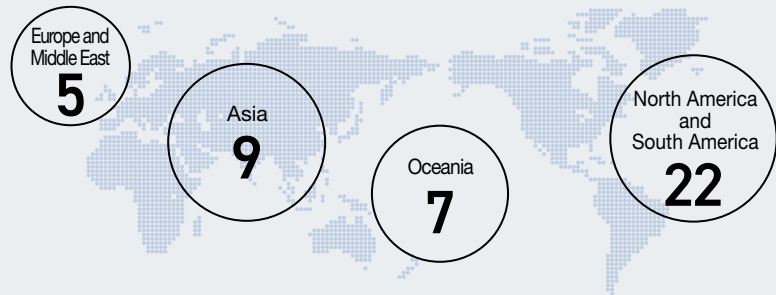 Europe and
Middle East
5
Asia
9
Oceania
7
North America
and
South America
22